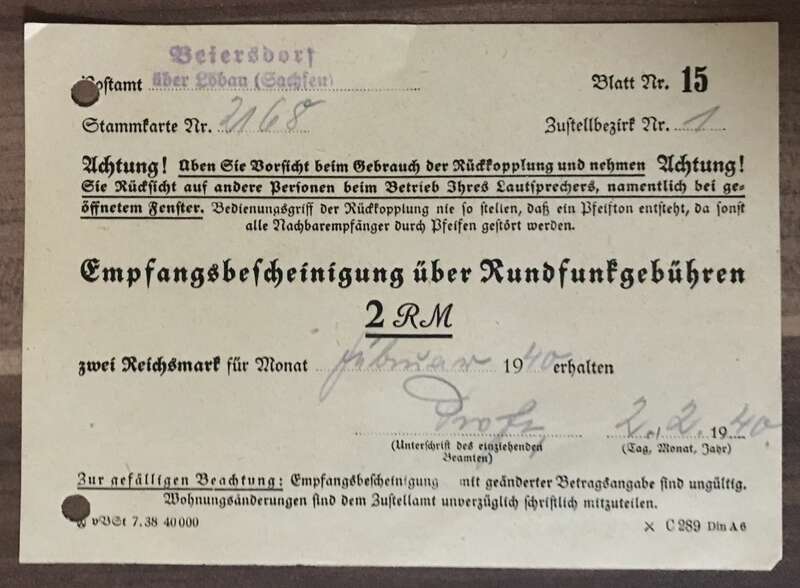 Beiersdorf
über Löbau (Sachsen)
Postamt
Blatt Nr. 15
Stammkarte Nr. 2168
Zustellbezirk Nr. 1
Achtung! Üben Sie Vorsicht beim Gebrauch der Rückkopplung und nehmen Achtung!
Sie Rücksicht auf andere Personen beim Betrieb Ihres Lautsprechers, namentlich bei ge-
öffnetem Fenster. Bedienungsgriff der Rückkopplung nie so stellen, daß ein Pfeifton entsteht, da sonst
alle Nachbarempfänger durch Pfeifen gestört werden.
Empfangsbescheinigung über Rundfunkgebühren
2 RM
zwei Reichsmark für Monat Februar 1940 erhalten
2.2.1940
(Unterschrift des einziehenden
Beamten)
(Tag, Monat, Jahr)
Zur gefälligen Beachtung: Empfangsbescheinigung mit geänderter Betragsangabe sind ungültig.
Wohnungsänderungen sind dem Zustellamt unverzüglich schriftlich mitzuteilen.
vBSt 7.38 40 000
× C 289 Din A 6